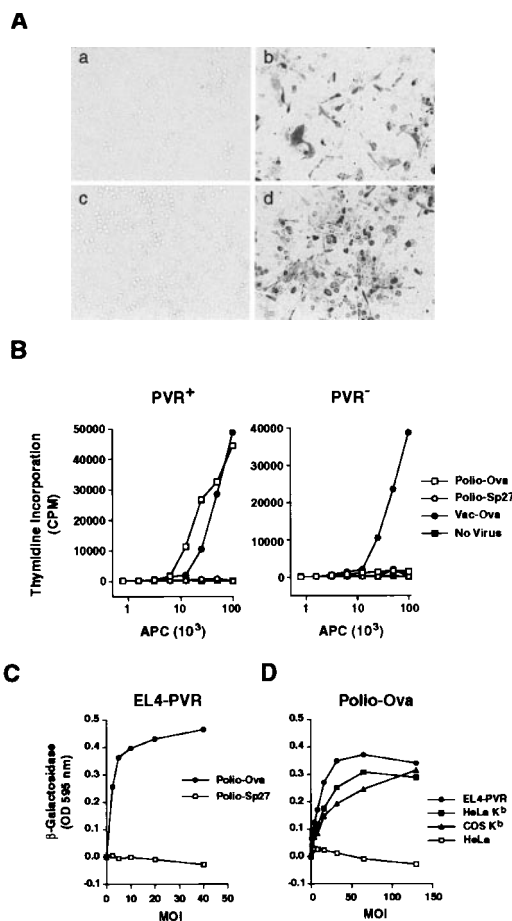 A
a
b
c
d
B
PVR+
PVR-
50000
40000
30000
20000
10000
0
40000
30000
20000
10000
0
Thymidine Incorporation
(CPM)
1
10
100
1
10
100
APC (10³)
APC (10³)
Polio-Ova
Polio-Sp27
Vac-Ova
No Virus
C
D
EL4-PVR
Polio-Ova
0.5
0.4
0.3
0.2
0.1
0.0
-0.1
0.5
0.4
0.3
0.2
0.1
0.0
-0.1
β-Galactosidase
(OD 595 nm)
Polio-Ova
Polio-Sp27
EL4-PVR
HeLa Kᵇ
COS Kᵇ
HeLa
0 10 20 30 40 50
0 50 100 150
MOI
MOI